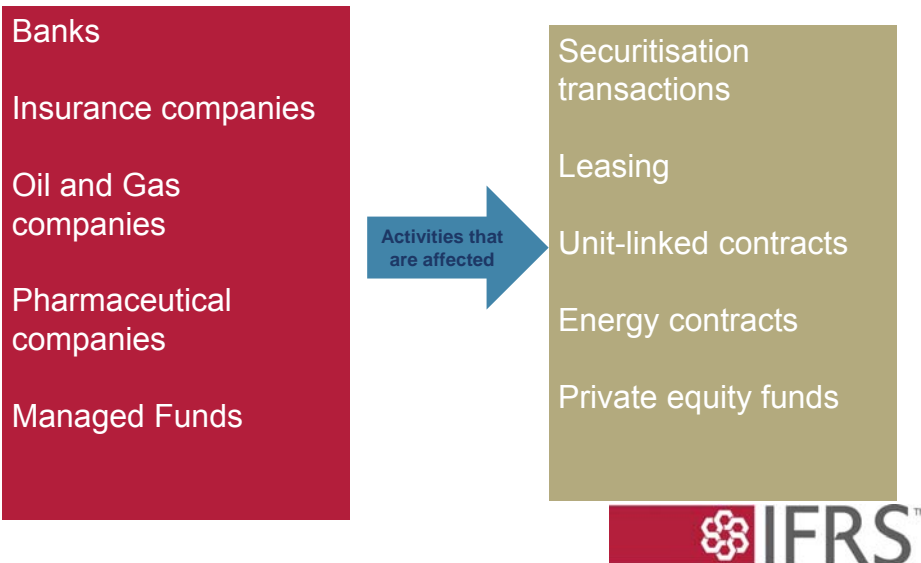 Banks
Insurance companies
Oil and Gas
companies
Pharmaceutical
companies
Managed Funds
Activities that
are affected
Securitisation
transactions
Leasing
Unit-linked contracts
Energy contracts
Private equity funds
IFRS™